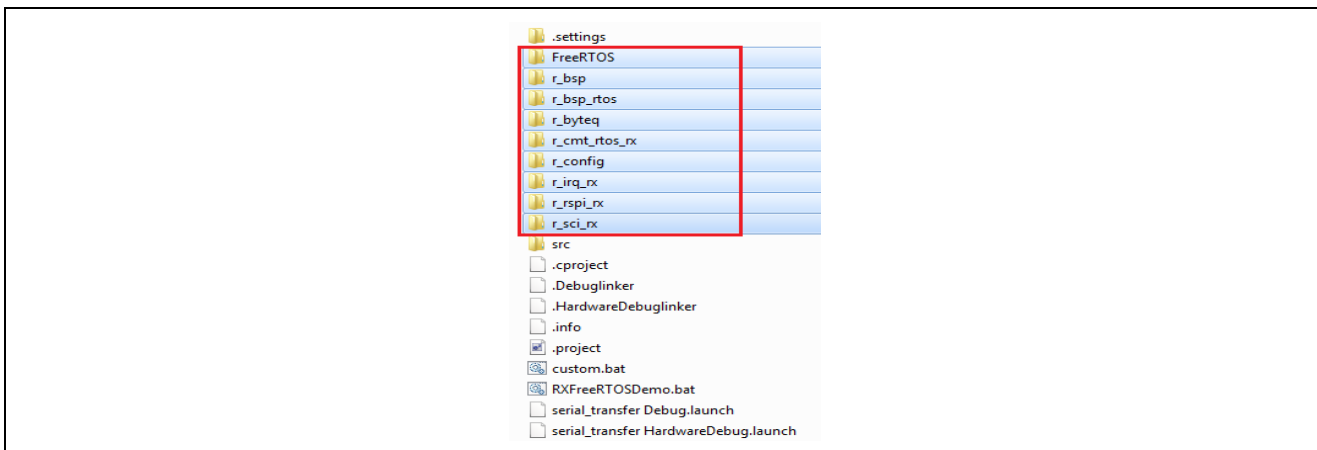 .settings
FreeRTOS
r_bsp
r_bsp_rtos
r_byteq
r_cmt_rtos_rx
r_config
r_irq_rx
r_rspi_rx
r_sci_rx
src
.cproject
.Debuglinker
.HardwareDebuglinker
.info
.project
custom.bat
RXFreeRTOSDemo.bat
serial_transfer Debug.launch
serial_transfer HardwareDebug.launch